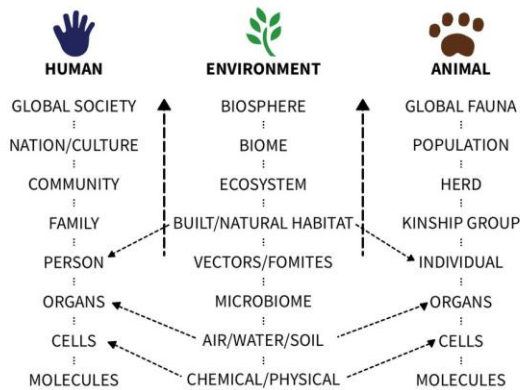 HUMAN ENVIRONMENT ANIMAL
GLOBAL SOCIETY BIOSPHERE GLOBAL FAUNA
NATION/CULTURE BIOME POPULATION
COMMUNITY ECOSYSTEM HERD
FAMILY BUILT/NATURAL HABITAT KINSHIP GROUP
PERSON VECTORS/FOMITES INDIVIDUAL
ORGANS MICROBIOME ORGANS
CELLS AIR/WATER/SOIL CELLS
MOLECULES CHEMICAL/PHYSICAL MOLECULES